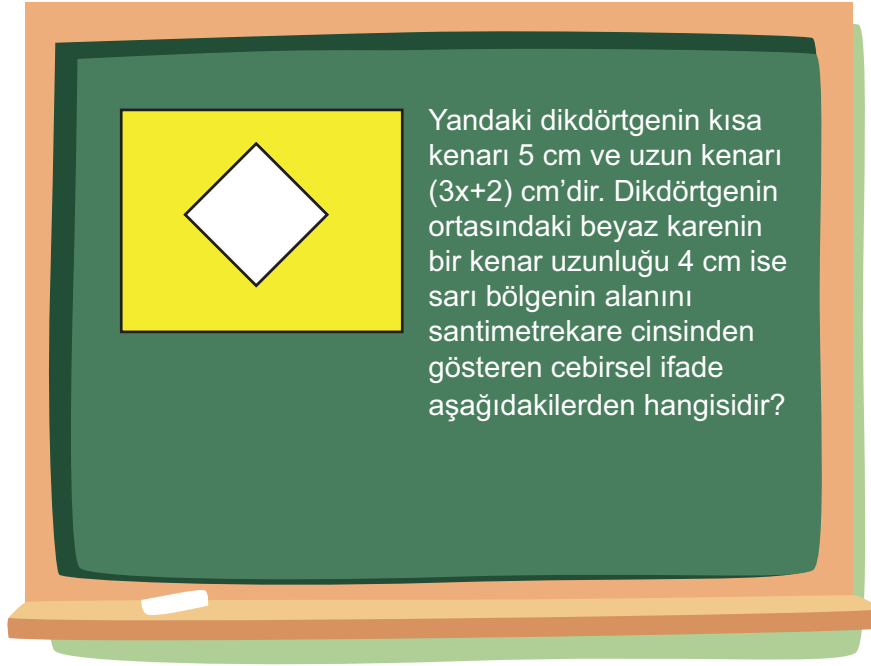 Yandaki dikdörtgenin kısa
kenarı 5 cm ve uzun kenarı
(3x+2) cm’dir. Dikdörtgenin
ortasındaki beyaz karenin
bir kenar uzunluğu 4 cm ise
sarı bölgenin alanını
santimetrekare cinsinden
gösteren cebirsel ifade
aşağıdakilerden hangisidir?